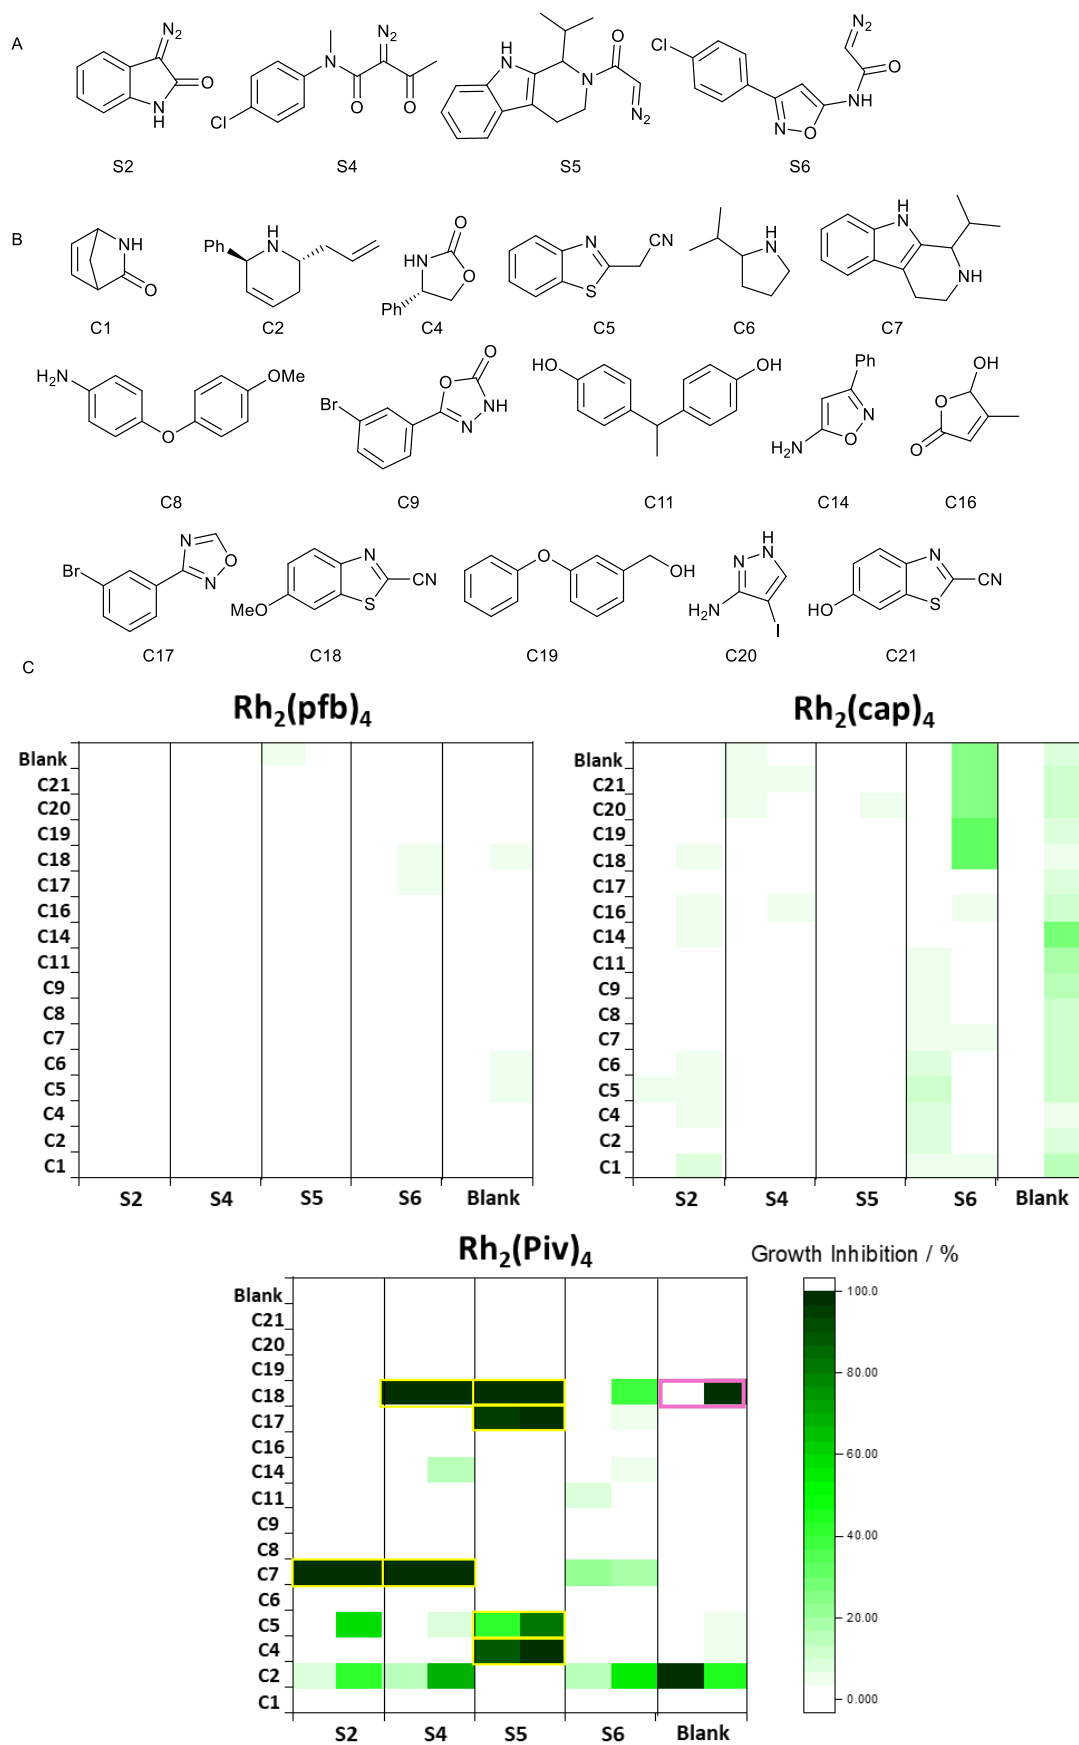 A
N2
O
N
H
N2
N
Cl
O
O
H
N
O
N
N2
Cl
N2
O
NH
N
O
S2
S4
S5
S6
B
NH
O
Ph
H
N
O
HN
O
Ph
N
CN
S
H
N
H
N
NH
C1
C2
C4
C5
C6
C7
H2N
O
OMe
Br
O
O
NH
N
HO
OH
Ph
N
O
H2N
OH
O
O
C8
C9
C11
C14
C16
Br
N
O
N
N
CN
S
MeO
O
OH
H
N
N
H2N
I
N
CN
S
HO
C17
C18
C19
C20
C21
C
Rh2(pfb)4
Blank
C21
C20
C19
C18
C17
C16
C14
C11
C9
C8
C7
C6
C5
C4
C2
C1
S2 S4 S5 S6 Blank
Rh2(cap)4
Blank
C21
C20
C19
C18
C17
C16
C14
C11
C9
C8
C7
C6
C5
C4
C2
C1
S2 S4 S5 S6 Blank
Rh2(Piv)4
Blank
C21
C20
C19
C18
C17
C16
C14
C11
C9
C8
C7
C6
C5
C4
C2
C1
S2 S4 S5 S6 Blank
Growth Inhibition / %
100.0
80.00
60.00
40.00
20.00
0.000